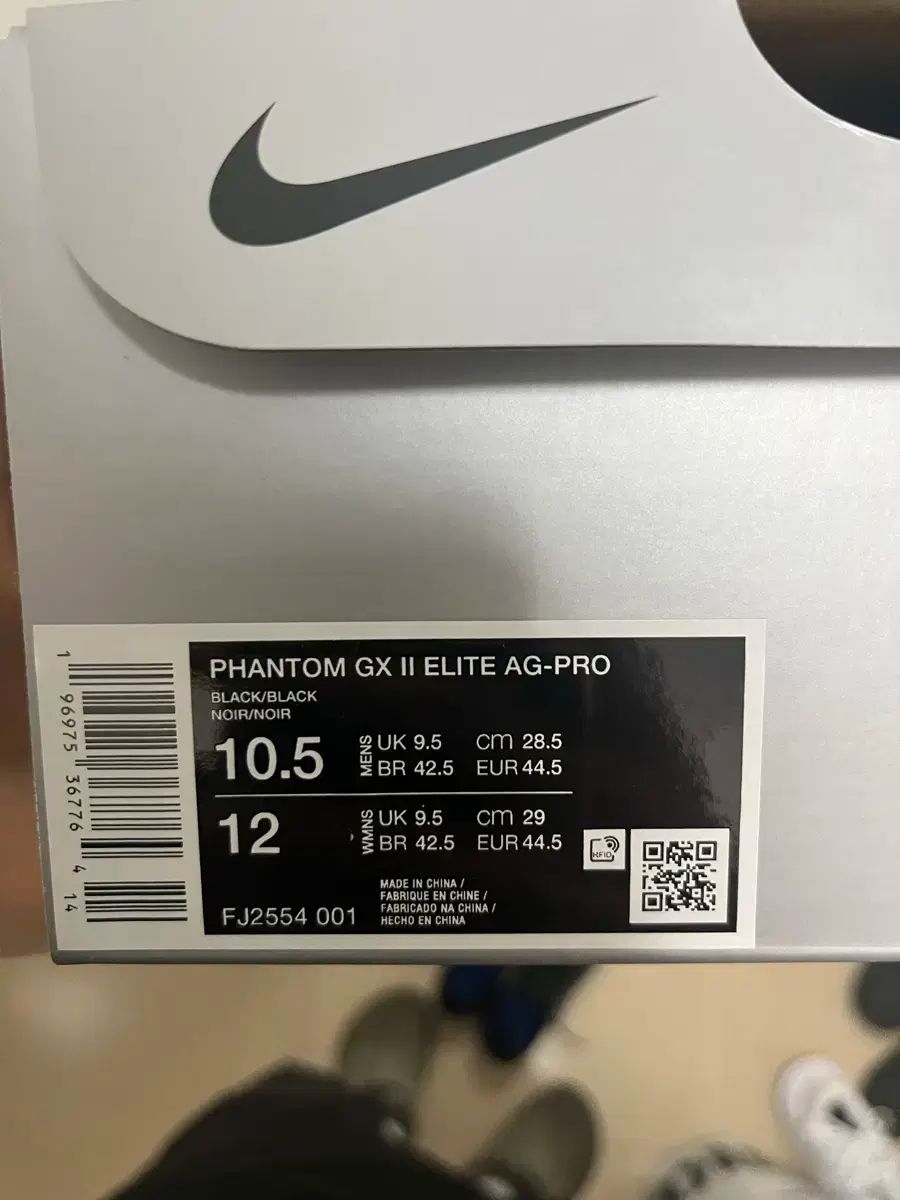 PHANTOM GX II ELITE AG-PRO
BLACK/BLACK
NOIR/NOIR
10.5 MENS UK 9.5 cm 28.5
BR 42.5 EUR 44.5
12 WMNS UK 9.5 cm 29
BR 42.5 EUR 44.5
RFID
FJ2554 001
MADE IN CHINA /
FABRIQUE EN CHINE /
FABRICADO NA CHINA /
HECHO EN CHINA
1 96975 36776 4 14